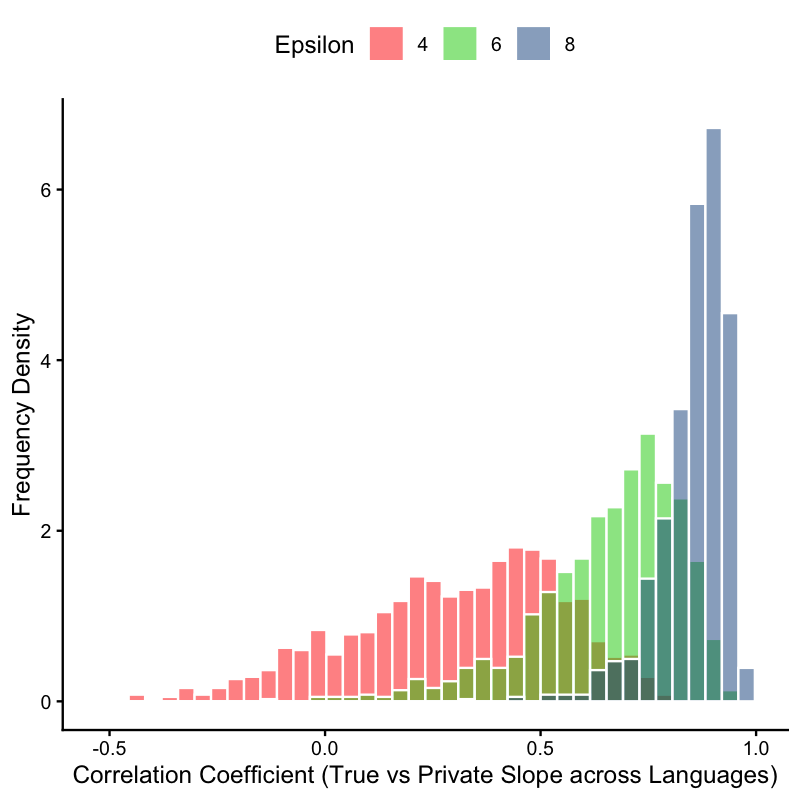 Epsilon 4 6 8
Frequency Density
6
4
2
0
-0.5 0.0 0.5 1.0
Correlation Coefficient (True vs Private Slope across Languages)